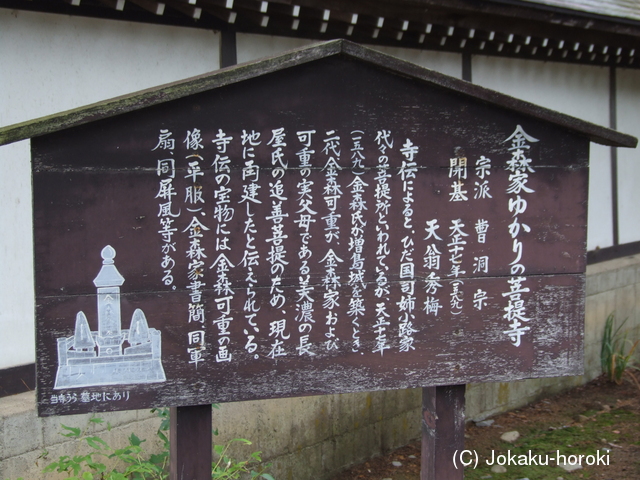 金森家ゆかりの菩提寺
宗派 曹洞宗
開基 天正十七年(一五八九)
天翁秀梅
寺伝によると、ひだ国司姉小路家
代々の菩提所といわれているが、天正十七年
(一五八九)金森氏が増島城を築くとき、
二代金森可重が、金森家および
可重の実父母である美濃の長
屋氏の追善菩提のため、現在
地に再建したと伝えられている。
寺伝の宝物には金森可重の画
像(平服)、金森家書簡、同軍
扇、同屏風等がある。
当寺うら墓地にあり
(C) Jokaku-horoki